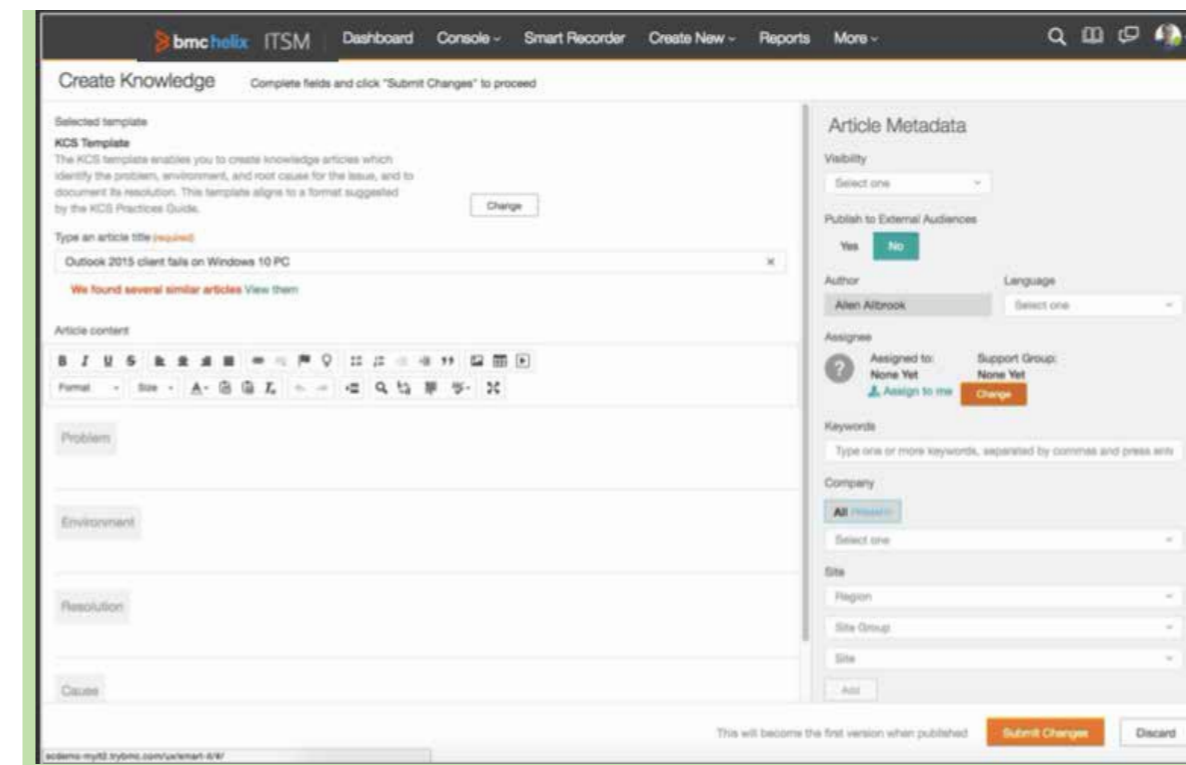 bmchelix ITSM Dashboard Console Smart Recorder Create New Reports More
Create Knowledge Complete fields and click "Submit Changes" to proceed
Selected template
KCS Template
The KCS template enables you to create knowledge articles which
identify the problem, environment, and root cause for the issue, and to
document its resolution. This template aligns to a format suggested
by the KCS Practices Guide.
Change
Type an article title (required)
Outlook 2015 client fails on Windows 10 PC
We found several similar articles View them
Article content
B I U S
Format Size A
Problem
Environment
Resolution
Cause
Article Metadata
Visibility
Select one
Publish to External Audiences
Yes No
Author Language
Allen Allbrook Select one
Assignee
Assigned to: Support Group:
None Yet None Yet
Assign to me Change
Keywords
Type one or more keywords, separated by commas and press
Company
All
Select one
Site
Region
Site Group
Site
Add
This will become the first version when published Submit Changes Discard